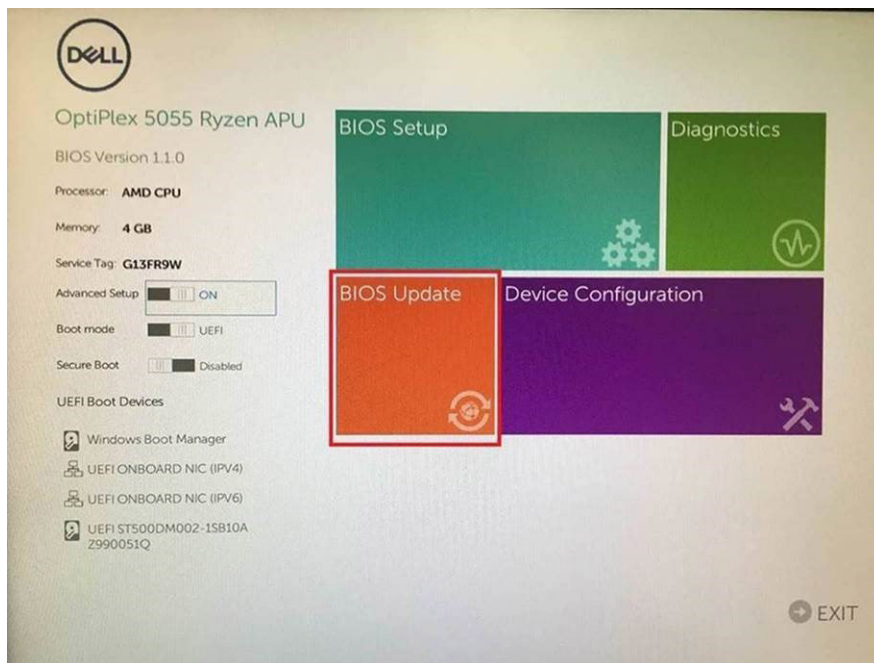 DELL
OptiPlex 5055 Ryzen APU
BIOS Version 1.1.0
Processor: AMD CPU
Memory: 4 GB
Service Tag: G13FR9W
Advanced Setup ON
Boot mode UEFI
Secure Boot Disabled
UEFI Boot Devices
Windows Boot Manager
UEFI ONBOARD NIC (IPV4)
UEFI ONBOARD NIC (IPV6)
UEFI ST500DM002-1SB10A
Z990051Q
BIOS Setup
Diagnostics
BIOS Update
Device Configuration
EXIT